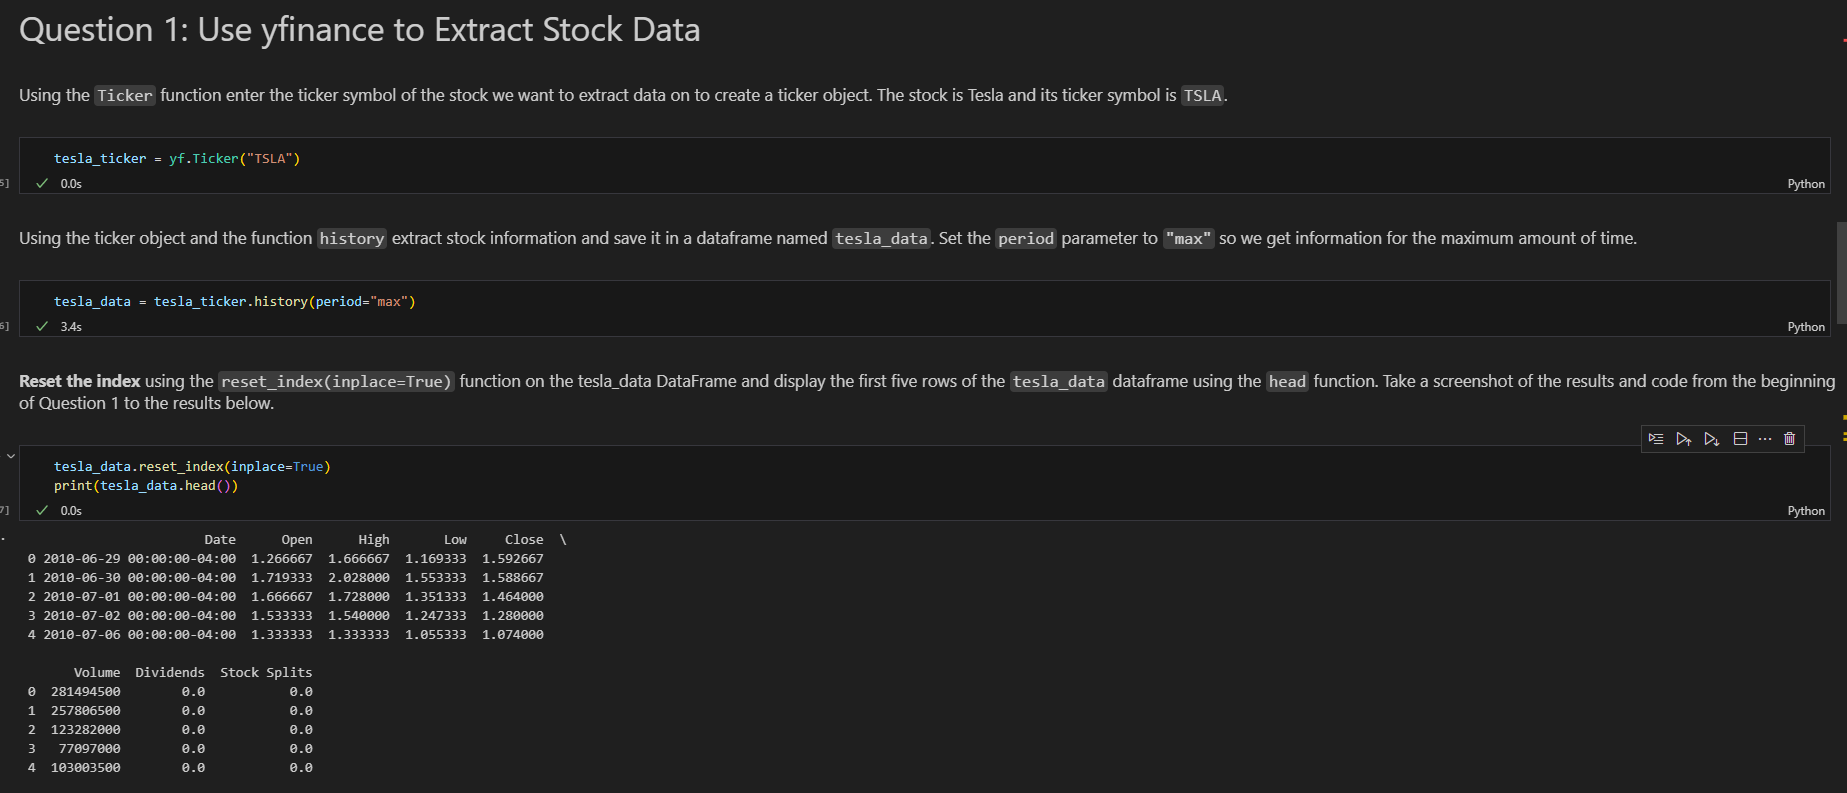 Question 1: Use yfinance to Extract Stock Data
Using the Ticker function enter the ticker symbol of the stock we want to extract data on to create a ticker object. The stock is Tesla and its ticker symbol is TSLA.
tesla_ticker = yf.Ticker("TSLA")
5] ✓ 0.0s Python
Using the ticker object and the function history extract stock information and save it in a dataframe named tesla_data. Set the period parameter to "max" so we get information for the maximum amount of time.
tesla_data = tesla_ticker.history(period="max")
6] ✓ 3.4s Python
Reset the index using the reset_index(inplace=True) function on the tesla_data DataFrame and display the first five rows of the tesla_data dataframe using the head function. Take a screenshot of the results and code from the beginning
of Question 1 to the results below.
tesla_data.reset_index(inplace=True)
print(tesla_data.head())
7] ✓ 0.0s Python
Date Open High Low Close \
0 2010-06-29 00:00:00-04:00 1.266667 1.666667 1.169333 1.592667
1 2010-06-30 00:00:00-04:00 1.719333 2.028000 1.553333 1.588667
2 2010-07-01 00:00:00-04:00 1.666667 1.728000 1.351333 1.464000
3 2010-07-02 00:00:00-04:00 1.533333 1.540000 1.247333 1.280000
4 2010-07-06 00:00:00-04:00 1.333333 1.333333 1.055333 1.074000
Volume Dividends Stock Splits
0 281494500 0.0 0.0
1 257806500 0.0 0.0
2 123282000 0.0 0.0
3 77097000 0.0 0.0
4 103003500 0.0 0.0